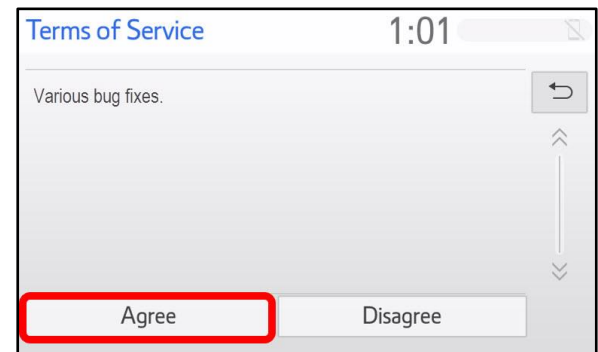 Terms of Service 1:01
Various bug fixes.
Agree Disagree